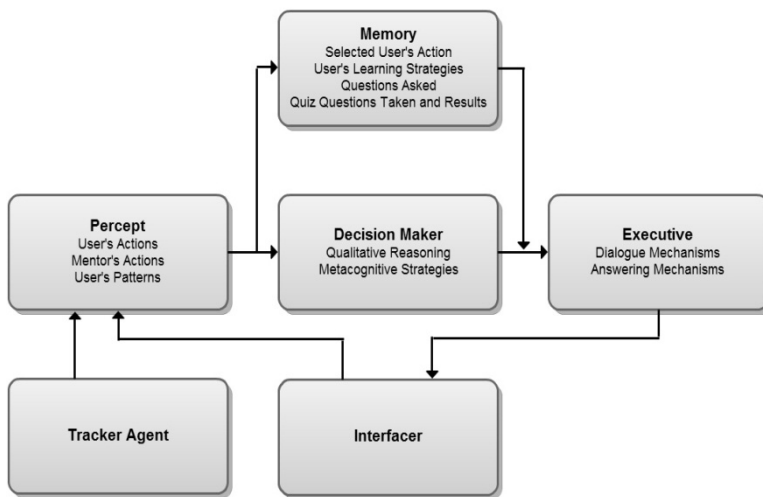 Memory
Selected User's Action
User's Learning Strategies
Questions Asked
Quiz Questions Taken and Results
Percept
User's Actions
Mentor's Actions
User's Patterns
Decision Maker
Qualitative Reasoning
Metacognitive Strategies
Executive
Dialogue Mechanisms
Answering Mechanisms
Tracker Agent
Interfacer